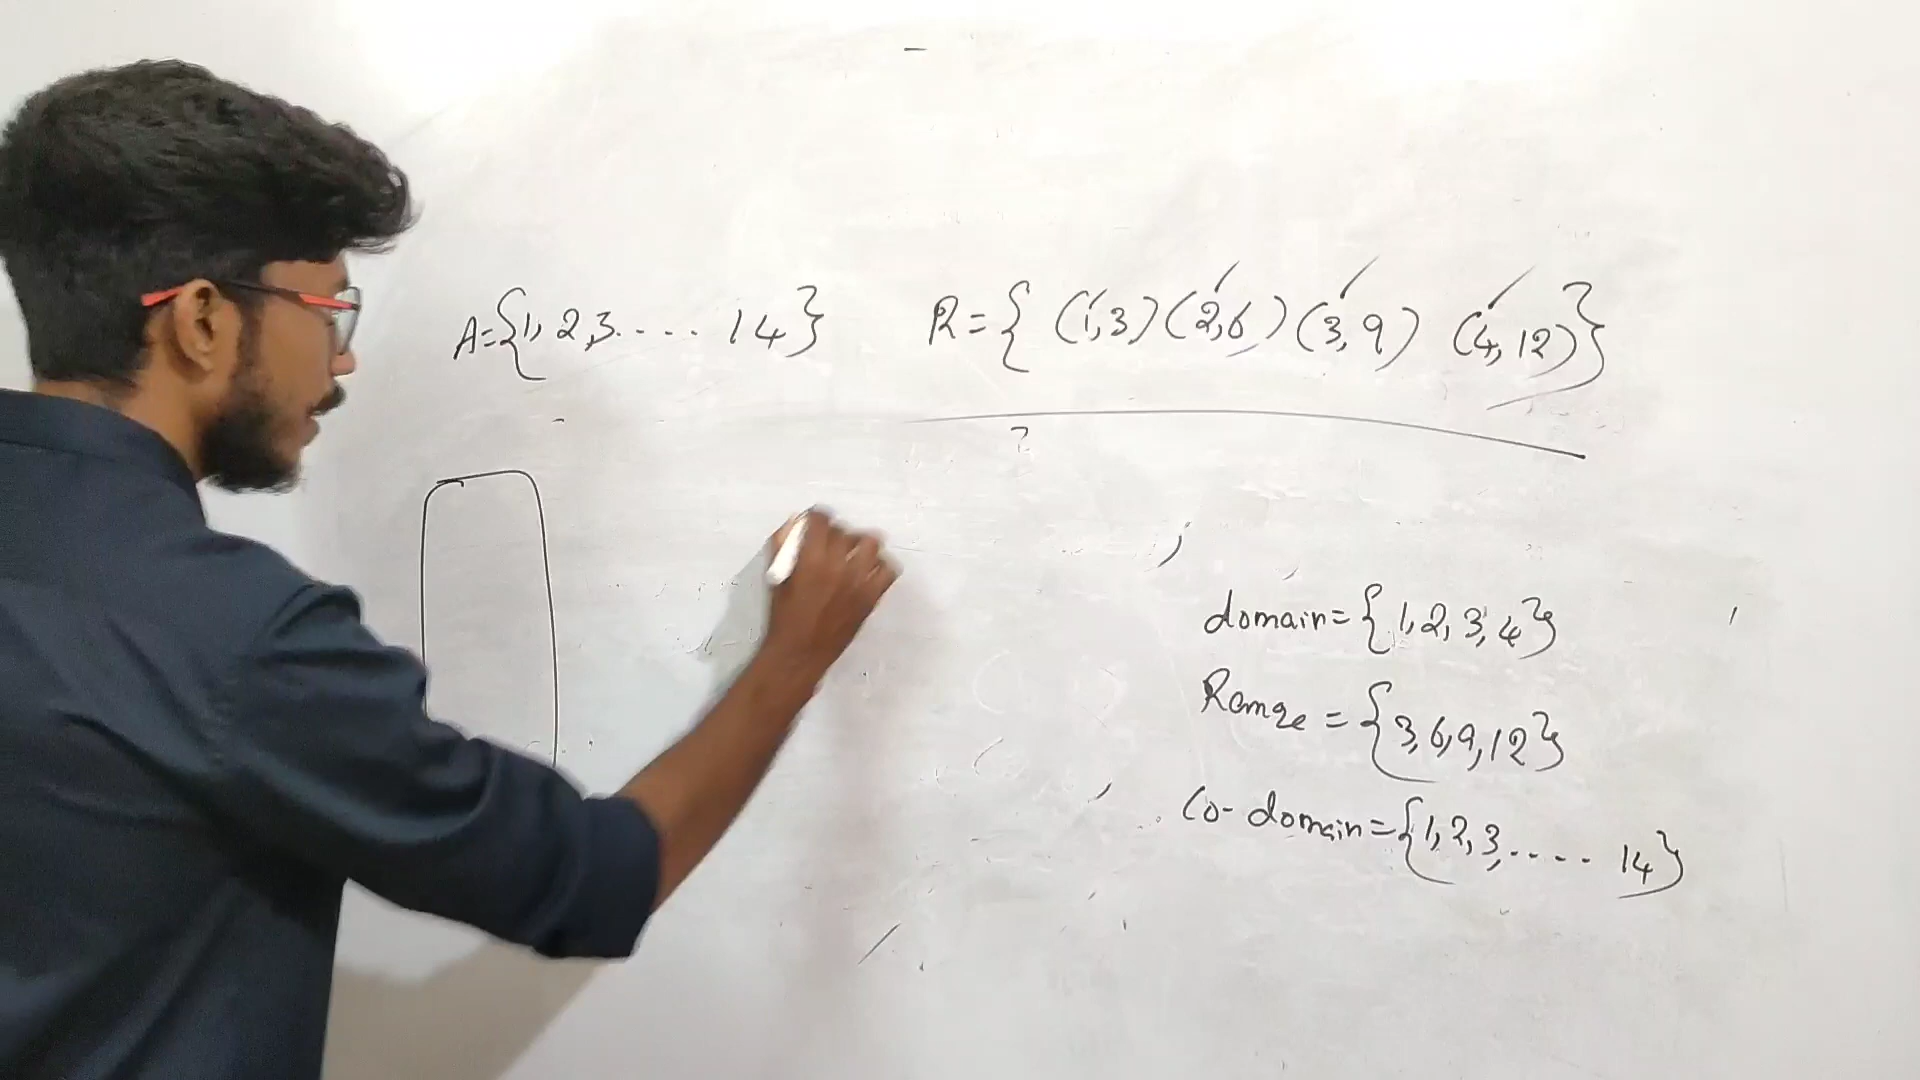 A={1, 2,3.... 14} R={ (1,3) (2,6) (3,9) (4,12)}
?
domain={1,2,3,4}
Range={3,6,9,12}
Co-domain={1,2,3,.... 14}